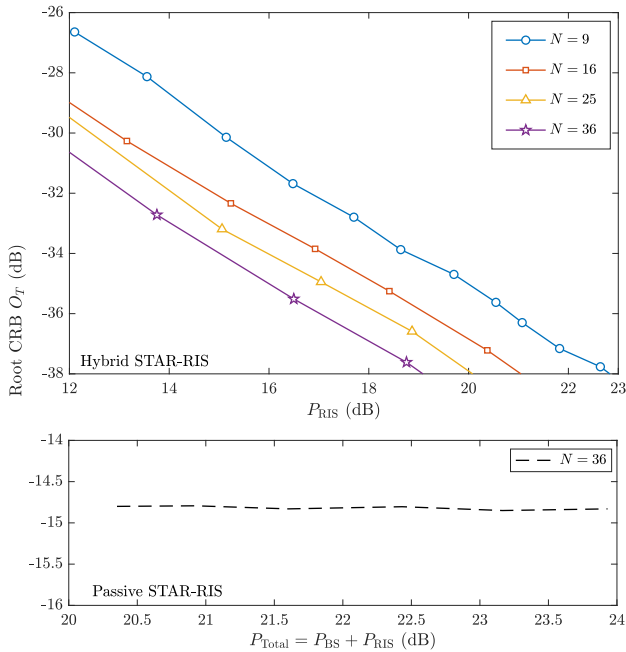 -26
-28
-30
-32
-34
-36
-38
Root CRB O_T (dB)
N = 9
N = 16
N = 25
N = 36
Hybrid STAR-RIS
12 14 16 18 20 22 24
P_RIS (dB)
-14
-14.5
-15
-15.5
-16
N = 36
Passive STAR-RIS
20 20.5 21 21.5 22 22.5 23 23.5 24
P_Total = P_BS + P_RIS (dB)